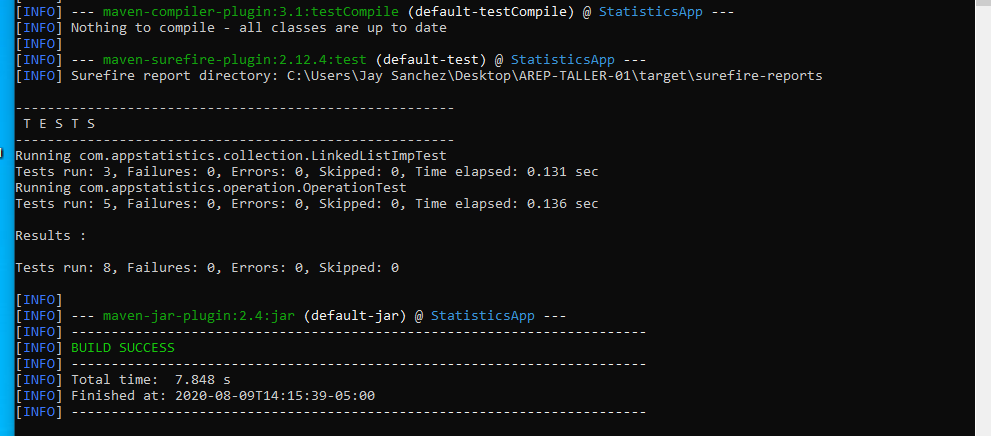 [INFO] --- maven-compiler-plugin:3.1:testCompile (default-testCompile) @ StatisticsApp ---
[INFO] Nothing to compile - all classes are up to date
[INFO]
[INFO] --- maven-surefire-plugin:2.12.4:test (default-test) @ StatisticsApp ---
[INFO] Surefire report directory: C:\Users\Jay Sanchez\Desktop\AREP-TALLER-01\target\surefire-reports
-------------------------------------------------------
 T E S T S
-------------------------------------------------------
Running com.appstatistics.collection.LinkedListImpTest
Tests run: 3, Failures: 0, Errors: 0, Skipped: 0, Time elapsed: 0.131 sec
Running com.appstatistics.operation.OperationTest
Tests run: 5, Failures: 0, Errors: 0, Skipped: 0, Time elapsed: 0.136 sec
Results :
Tests run: 8, Failures: 0, Errors: 0, Skipped: 0
[INFO]
[INFO] --- maven-jar-plugin:2.4:jar (default-jar) @ StatisticsApp ---
[INFO] ------------------------------------------------------------------------
[INFO] BUILD SUCCESS
[INFO] ------------------------------------------------------------------------
[INFO] Total time:  7.848 s
[INFO] Finished at: 2020-08-09T14:15:39-05:00
[INFO] ------------------------------------------------------------------------